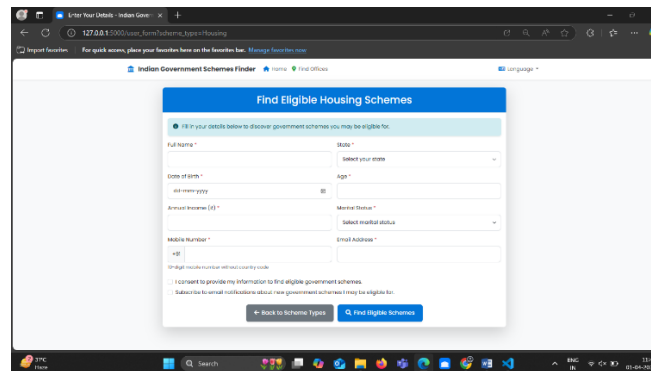 Enter Your Details - Indian Govern
127.0.0.1:5000/user_form?scheme_type=Housing
Import favorites For quick access, place your favorites here on the favorites bar. Manage favorites now
Indian Government Schemes Finder Home Find Offices Language
Find Eligible Housing Schemes
Fill in your details below to discover government schemes you may be eligible for.
Full Name * State *
Select your state
Date of Birth * Age *
dd-mm-yyyy
Annual Income (₹) * Marital Status *
Select marital status
Mobile Number * Email Address *
+91
10-digit mobile number without country code
I consent to provide my information to find eligible government schemes.
Subscribe to email notifications about new government schemes I may be eligible for.
← Back to Scheme Types Find Eligible Schemes
31°C Search ENG
Haze IN